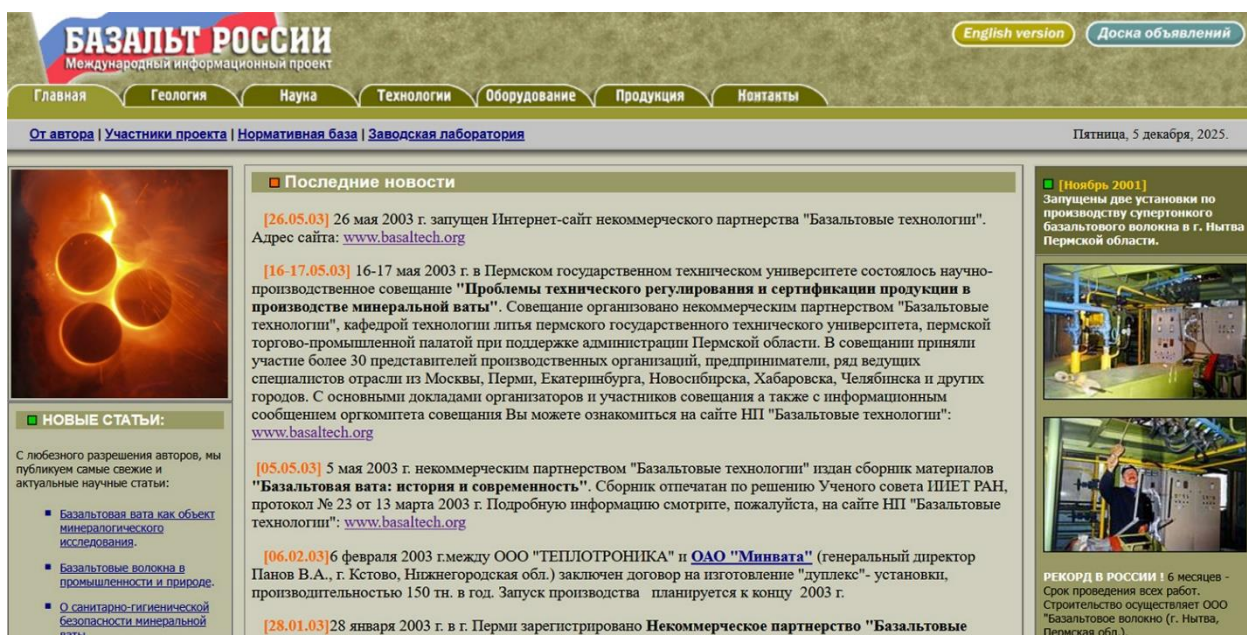 БАЗАЛЬТ РОССИИ
Международный информационный проект
English version
Доска объявлений
Главная
Геология
Наука
Технологии
Оборудование
Продукция
Контакты
От автора | Участники проекта | Нормативная база | Заводская лаборатория
Пятница, 5 декабря, 2025.
НОВЫЕ СТАТЬИ:
С любезного разрешения авторов, мы
публикуем самые свежие и
актуальные научные статьи:
Базальтовая вата как объект
минералогического
исследования.
Базальтовые волокна в
промышленности и природе.
О санитарно-гигиенической
безопасности минеральной
ваты
Последние новости
[26.05.03] 26 мая 2003 г. запущен Интернет-сайт некоммерческого партнерства "Базальтовые технологии".
Адрес сайта: www.basaltech.org
[16-17.05.03] 16-17 мая 2003 г. в Пермском государственном техническом университете состоялось научно-
производственное совещание "Проблемы технического регулирования и сертификации продукции в
производстве минеральной ваты". Совещание организовано некоммерческим партнерством "Базальтовые
технологии", кафедрой технологии литья пермского государственного технического университета, пермской
торгово-промышленной палатой при поддержке администрации Пермской области. В совещании приняли
участие более 30 представителей производственных организаций, предприниматели, ряд ведущих
специалистов отрасли из Москвы, Перми, Екатеринбурга, Новосибирска, Хабаровска, Челябинска и других
городов. С основными докладами организаторов и участников совещания а также с информационным
сообщением оргкомитета совещания Вы можете ознакомиться на сайте НП "Базальтовые технологии":
www.basaltech.org
[05.05.03] 5 мая 2003 г. некоммерческим партнерством "Базальтовые технологии" издан сборник материалов
"Базальтовая вата: история и современность". Сборник отпечатан по решению Ученого совета ИИЕТ РАН,
протокол № 23 от 13 марта 2003 г. Подробную информацию смотрите, пожалуйста, на сайте НП "Базальтовые
технологии": www.basaltech.org
[06.02.03]6 февраля 2003 г.между ООО "ТЕПЛОТРОНИКА" и ОАО "Минвата" (генеральный директор
Панов В.А., г. Кстово, Нижнегородская обл.) заключен договор на изготовление "дуплекс"- установки,
производительностью 150 тн. в год. Запуск производства планируется к концу 2003 г.
[28.01.03]28 января 2003 г. в г. Перми зарегистрировано Некоммерческое партнерство "Базальтовые
[Ноябрь 2001]
Запущены две установки по
производству супертонкого
базальтового волокна в г. Нытва
Пермской области.
РЕКОРД В РОССИИ ! 6 месяцев -
Срок проведения всех работ.
Строительство осуществляет ООО
"Базальтовое волокно (г. Нытва,
Пермская обл.)